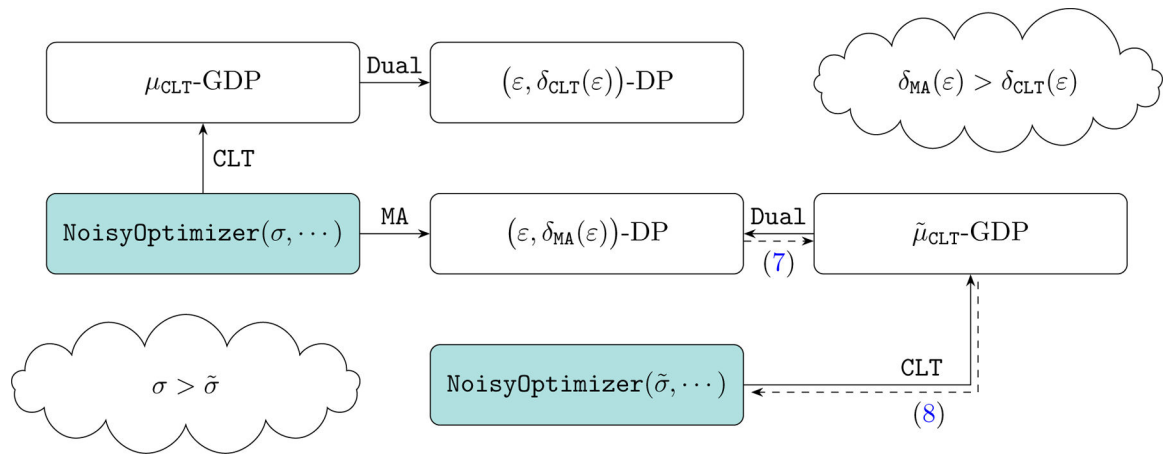 μ_CLT-GDP
Dual
(ε, δ_CLT(ε))-DP
δ_MA(ε) > δ_CLT(ε)
CLT
NoisyOptimizer(σ, ⋯)
MA
(ε, δ_MA(ε))-DP
Dual
(7)
μ̃_CLT-GDP
σ > σ̃
NoisyOptimizer(σ̃, ⋯)
CLT
(8)